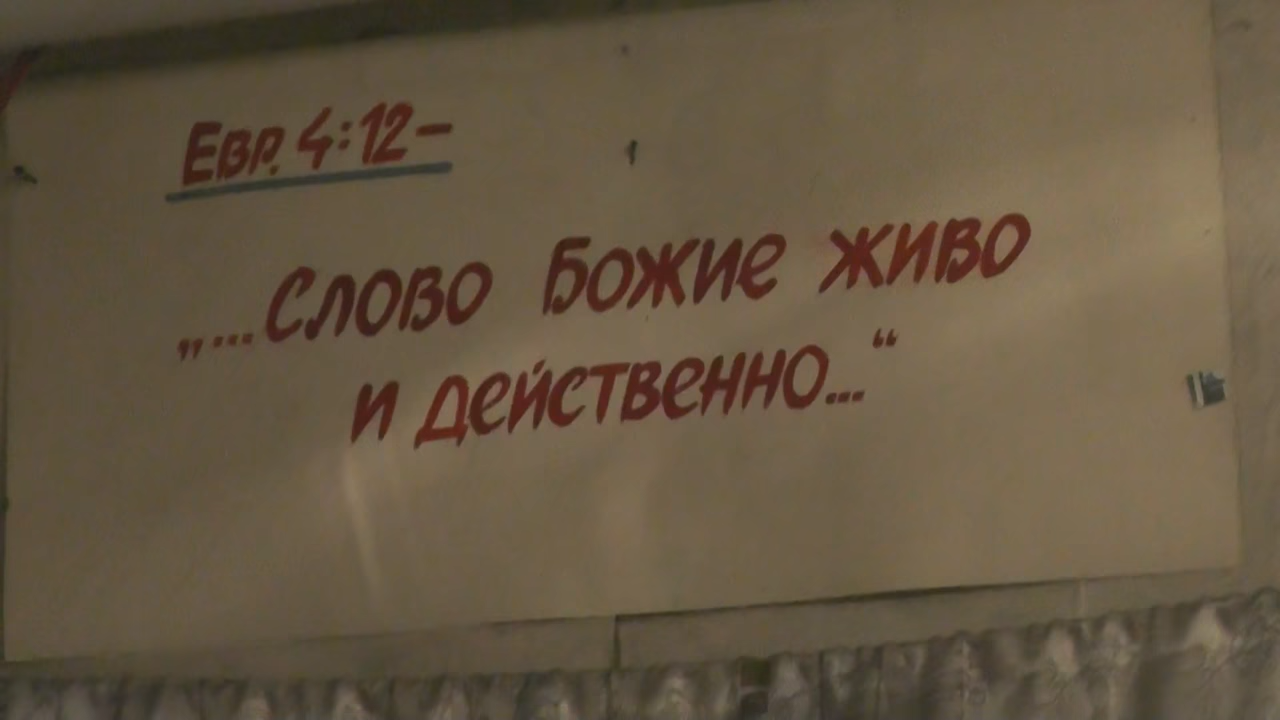 Евр. 4:12-
„...Слово Божие живо
и действенно...“